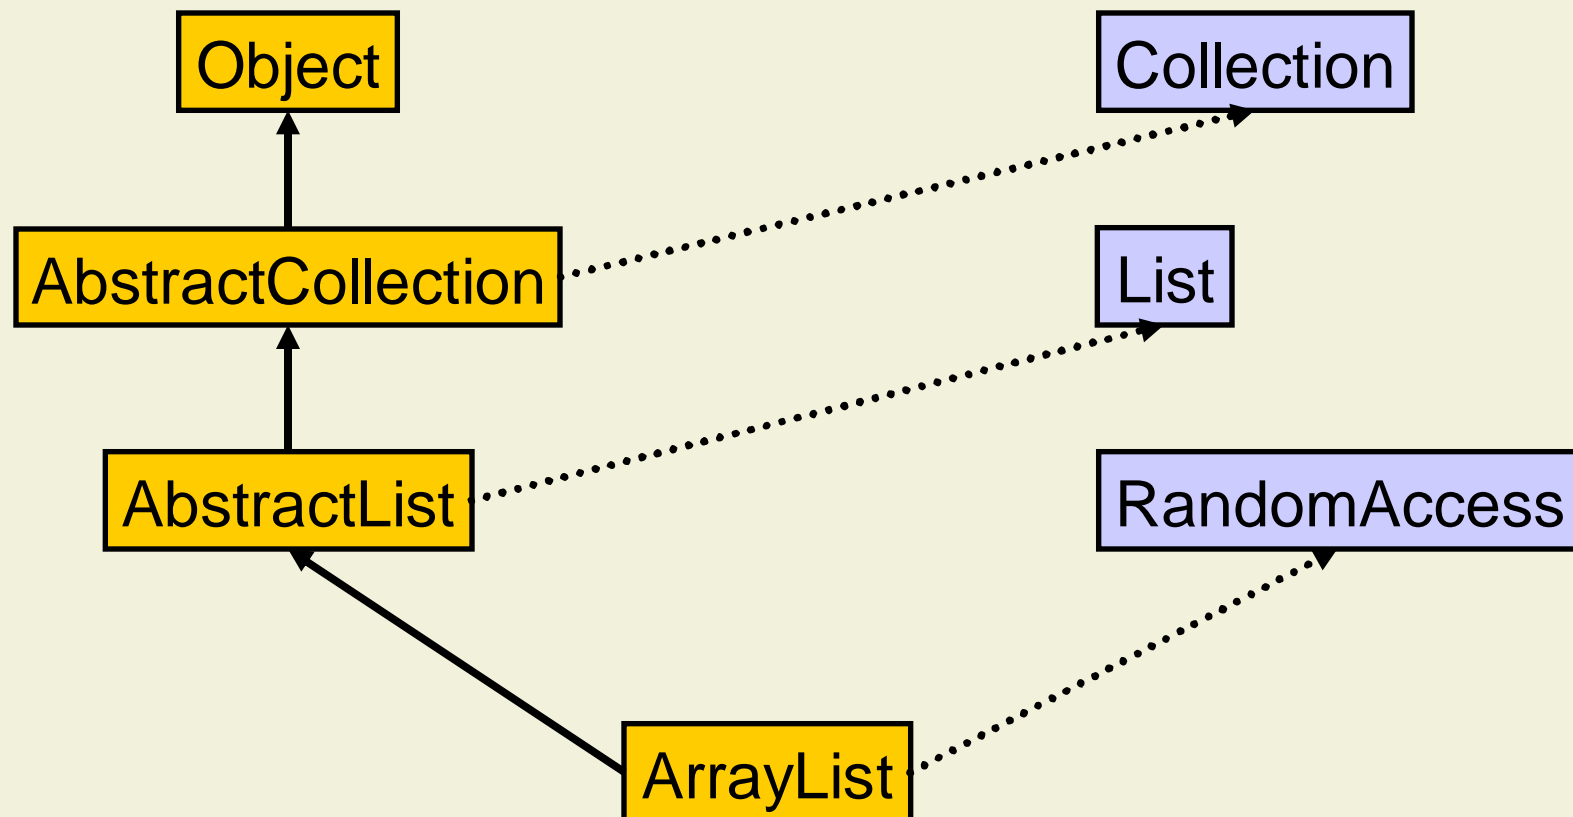 Object
Collection
AbstractCollection
List
AbstractList
RandomAccess
ArrayList